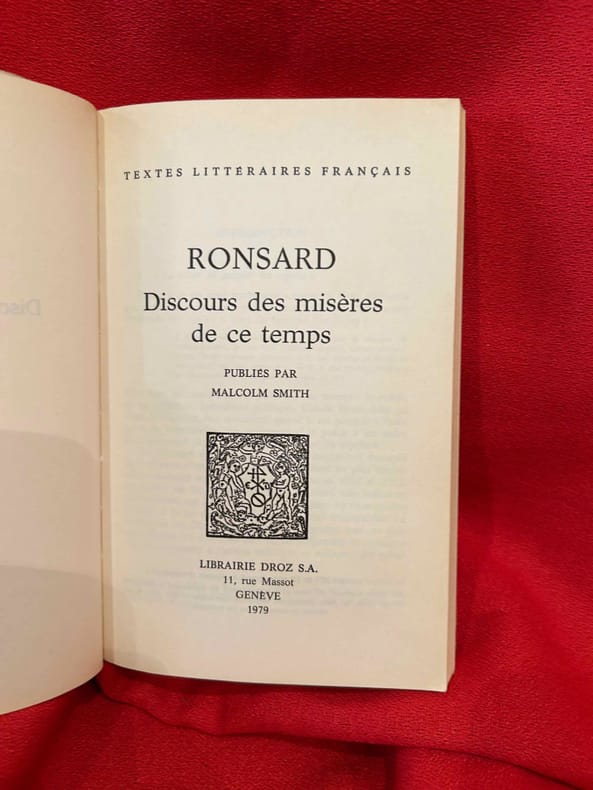 TEXTES LITTÉRAIRES FRANÇAIS
RONSARD
Discours des misères
de ce temps
PUBLIÉS PAR
MALCOLM SMITH
LIBRAIRIE DROZ S.A.
11, rue Massot
GENÈVE
1979